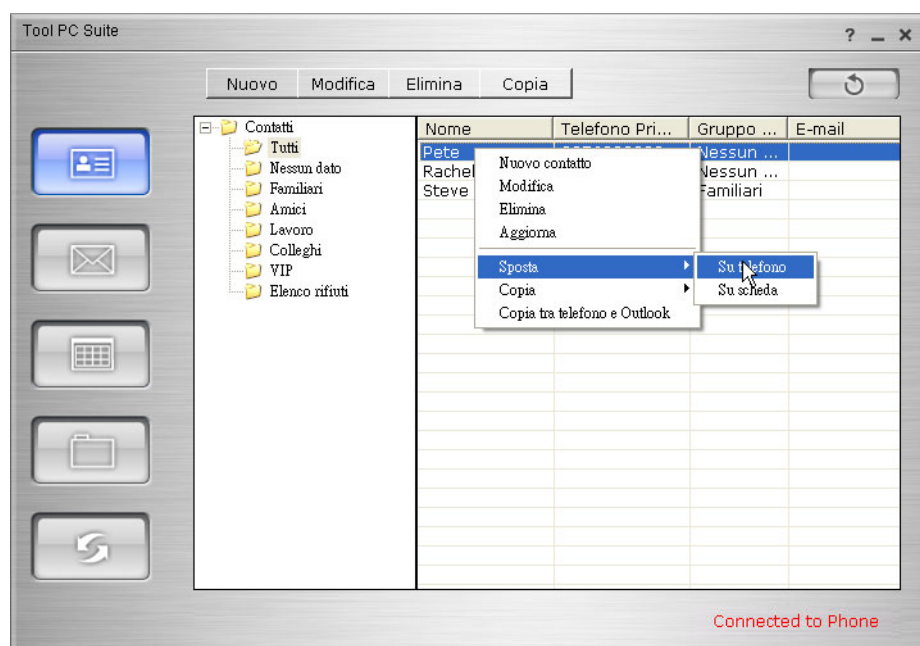 Tool PC Suite
? _ ×
Nuovo Modifica Elimina Copia
Contatti
Tutti
Nessun dato
Familiari
Amici
Lavoro
Colleghi
VIP
Elenco rifiuti
Nome Telefono Pri... Gruppo ... E-mail
Pete Nessun ...
Rachel Nessun ...
Steve Familiari
Nuovo contatto
Modifica
Elimina
Aggiorna
Sposta
Copia
Copia tra telefono e Outlook
Su telefono
Su scheda
Connected to Phone